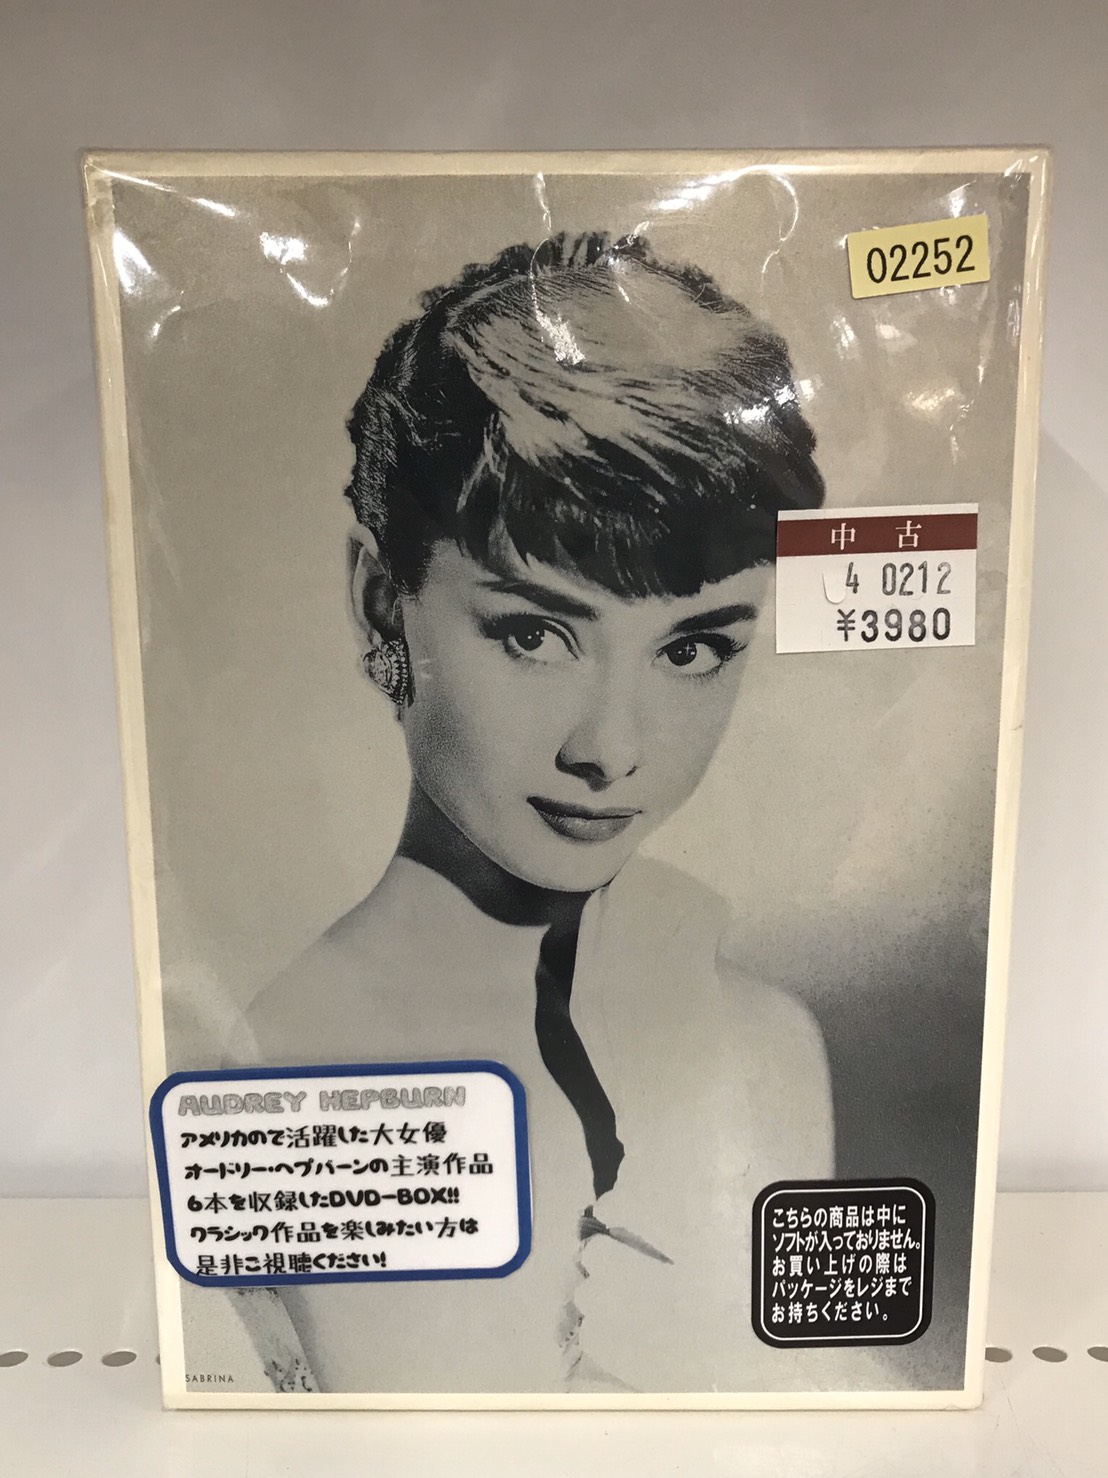 02252
中古
4 0212
¥3980
AUDREY HEPBURN
アメリカので活躍した大女優
オードリー・ヘプバーンの主演作品
6本を収録したDVD-BOX!!
クラシック作品を楽しみたい方は
是非ご視聴ください!
こちらの商品は中に
ソフトが入っておりません。
お買い上げの際は
パッケージをレジまで
お持ちください。
SABRINA